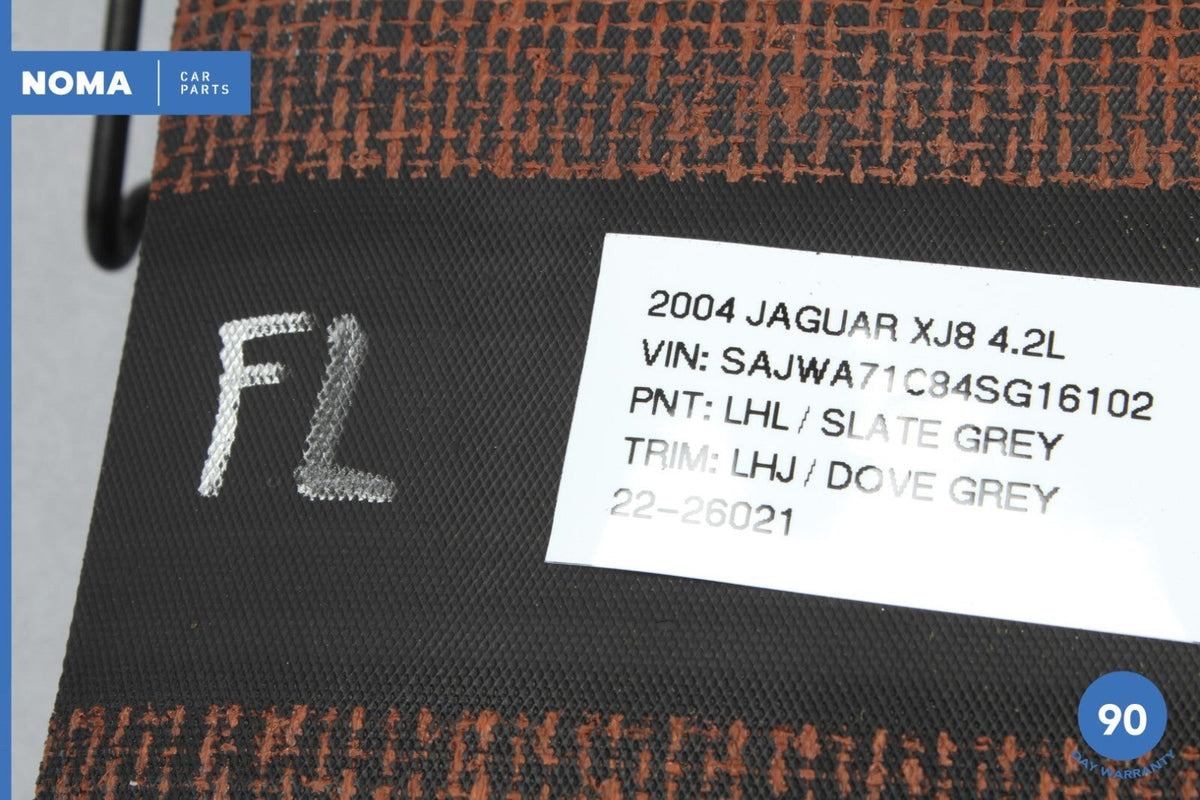 NOMA
CAR
PARTS
FL
2004 JAGUAR XJ8 4.2L
VIN: SAJWA71C84SG16102
PNT: LHL / SLATE GREY
TRIM: LHJ / DOVE GREY
22-26021
90
DAY WARRANTY